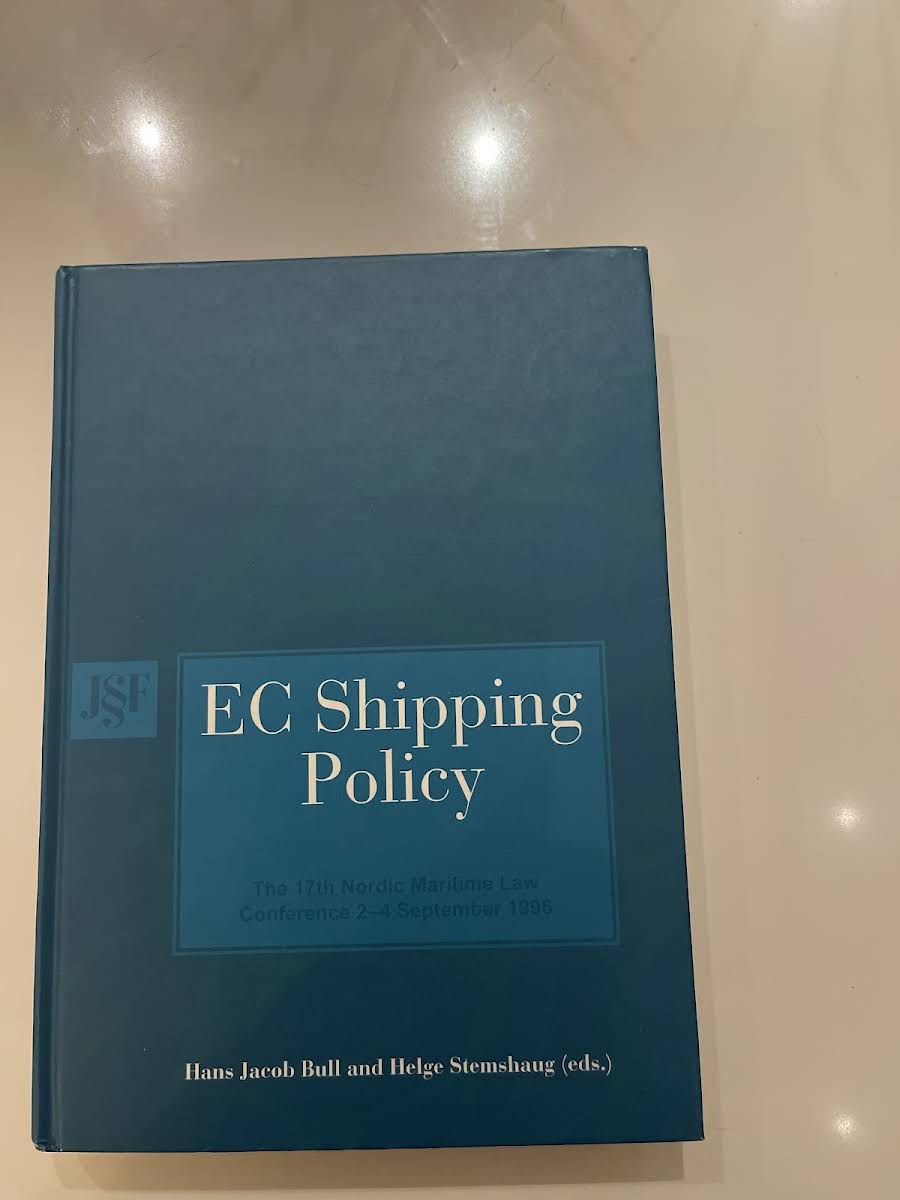 J§F
EC Shipping
Policy
The 17th Nordic Maritime Law
Conference 2–4 September 1996
Hans Jacob Bull and Helge Stemshaug (eds.)